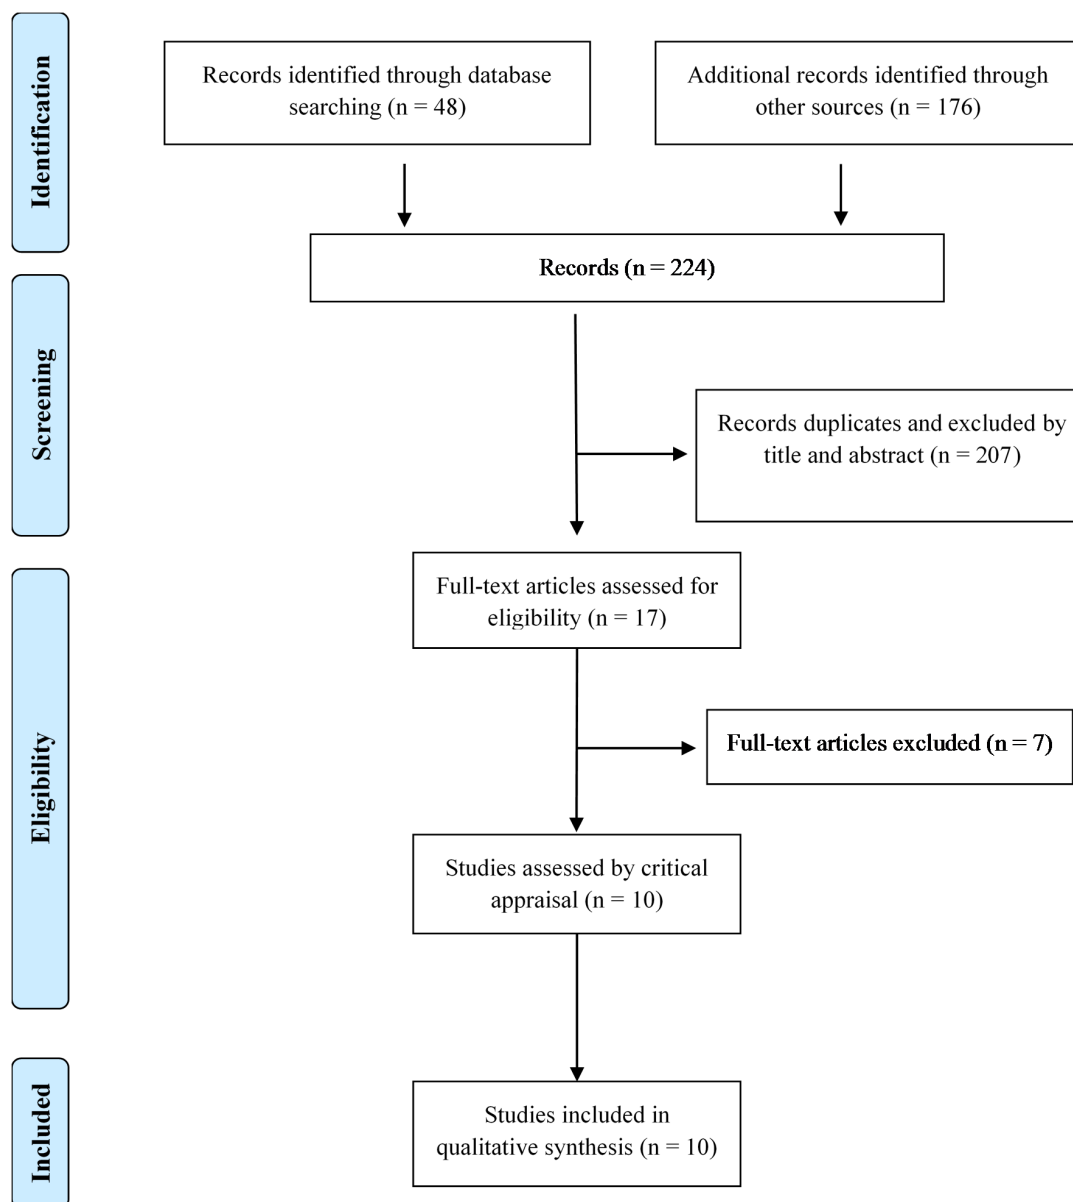 Identification
Records identified through database
searching (n = 48)
Additional records identified through
other sources (n = 176)
Records (n = 224)
Screening
Records duplicates and excluded by
title and abstract (n = 207)
Full-text articles assessed for
eligibility (n = 17)
Eligibility
Full-text articles excluded (n = 7)
Studies assessed by critical
appraisal (n = 10)
Included
Studies included in
qualitative synthesis (n = 10)